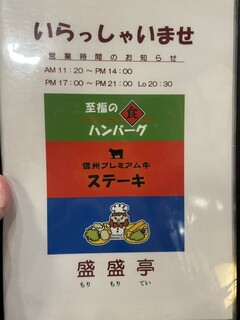 いらっしゃいませ
営業時間のお知らせ
AM 11：20 ～ PM 14：00
PM 17：00 ～ PM 21：00 Lo 20：30
至福の 食
ハンバーグ
信州プレミアム牛
ステーキ
盛盛亭
もり もり てい